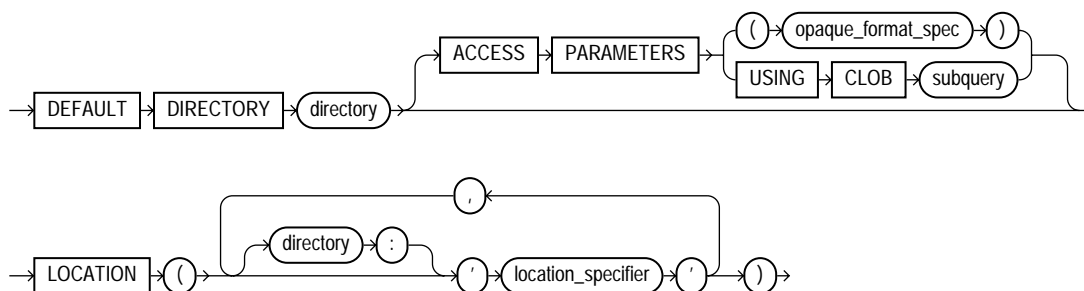 ACCESS PARAMETERS ( opaque_format_spec )
USING CLOB subquery
DEFAULT DIRECTORY directory
,
directory :
LOCATION ( ' location_specifier ' )